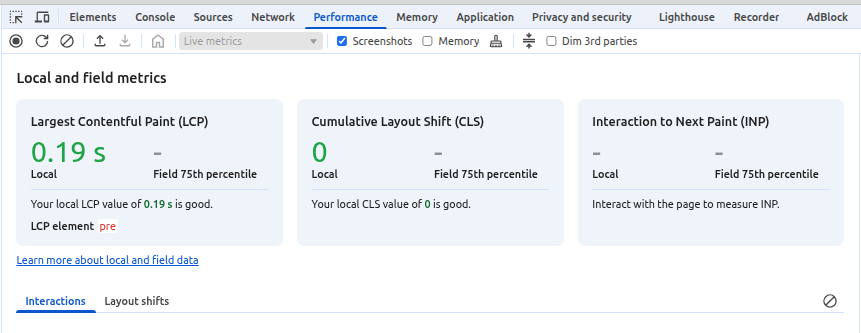 Elements Console Sources Network Performance Memory Application Privacy and security Lighthouse Recorder AdBlock
Live metrics Screenshots Memory Dim 3rd parties
Local and field metrics
Largest Contentful Paint (LCP) Cumulative Layout Shift (CLS) Interaction to Next Paint (INP)
0.19 s - 0 - - -
Local Field 75th percentile Local Field 75th percentile Local Field 75th percentile
Your local LCP value of 0.19 s is good. Your local CLS value of 0 is good. Interact with the page to measure INP.
LCP element pre
Learn more about local and field data
Interactions Layout shifts